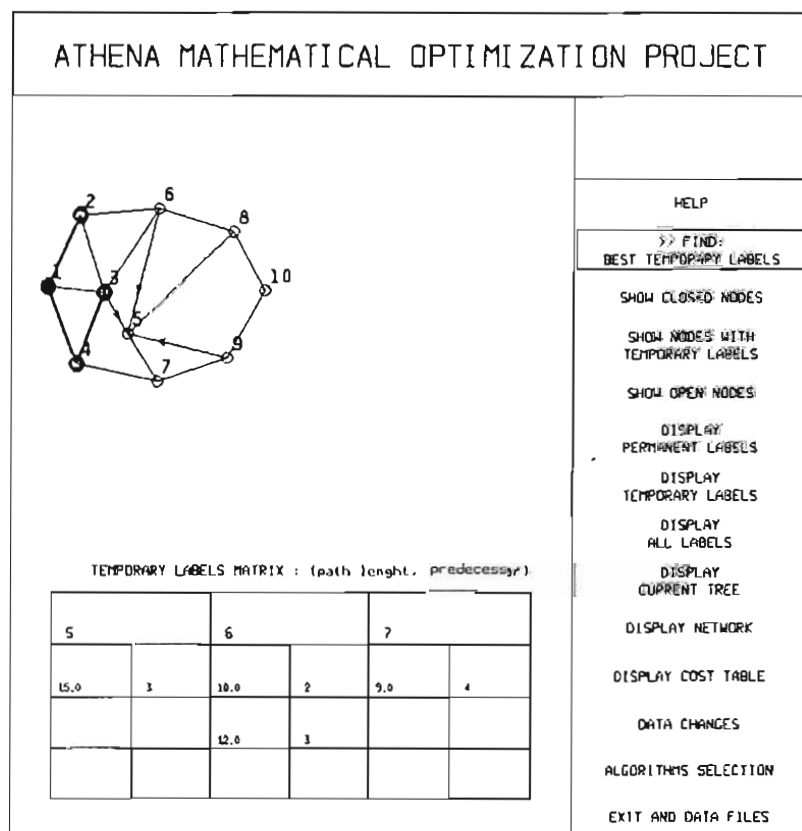 ATHENA MATHEMATICAL OPTIMIZATION PROJECT
2
6
8
1
3
10
5
4
7
9
TEMPORARY LABELS MATRIX : (path lenght, predecessor)
5 6 7
15.0 3 10.0 2 9.0 4
12.0 3
HELP
>> FIND:
BEST TEMPORARY LABELS
SHOW CLOSED NODES
SHOW NODES WITH
TEMPORARY LABELS
SHOW OPEN NODES
DISPLAY
PERMANENT LABELS
DISPLAY
TEMPORARY LABELS
DISPLAY
ALL LABELS
DISPLAY
CURRENT TREE
DISPLAY NETWORK
DISPLAY COST TABLE
DATA CHANGES
ALGORITHMS SELECTION
EXIT AND DATA FILES